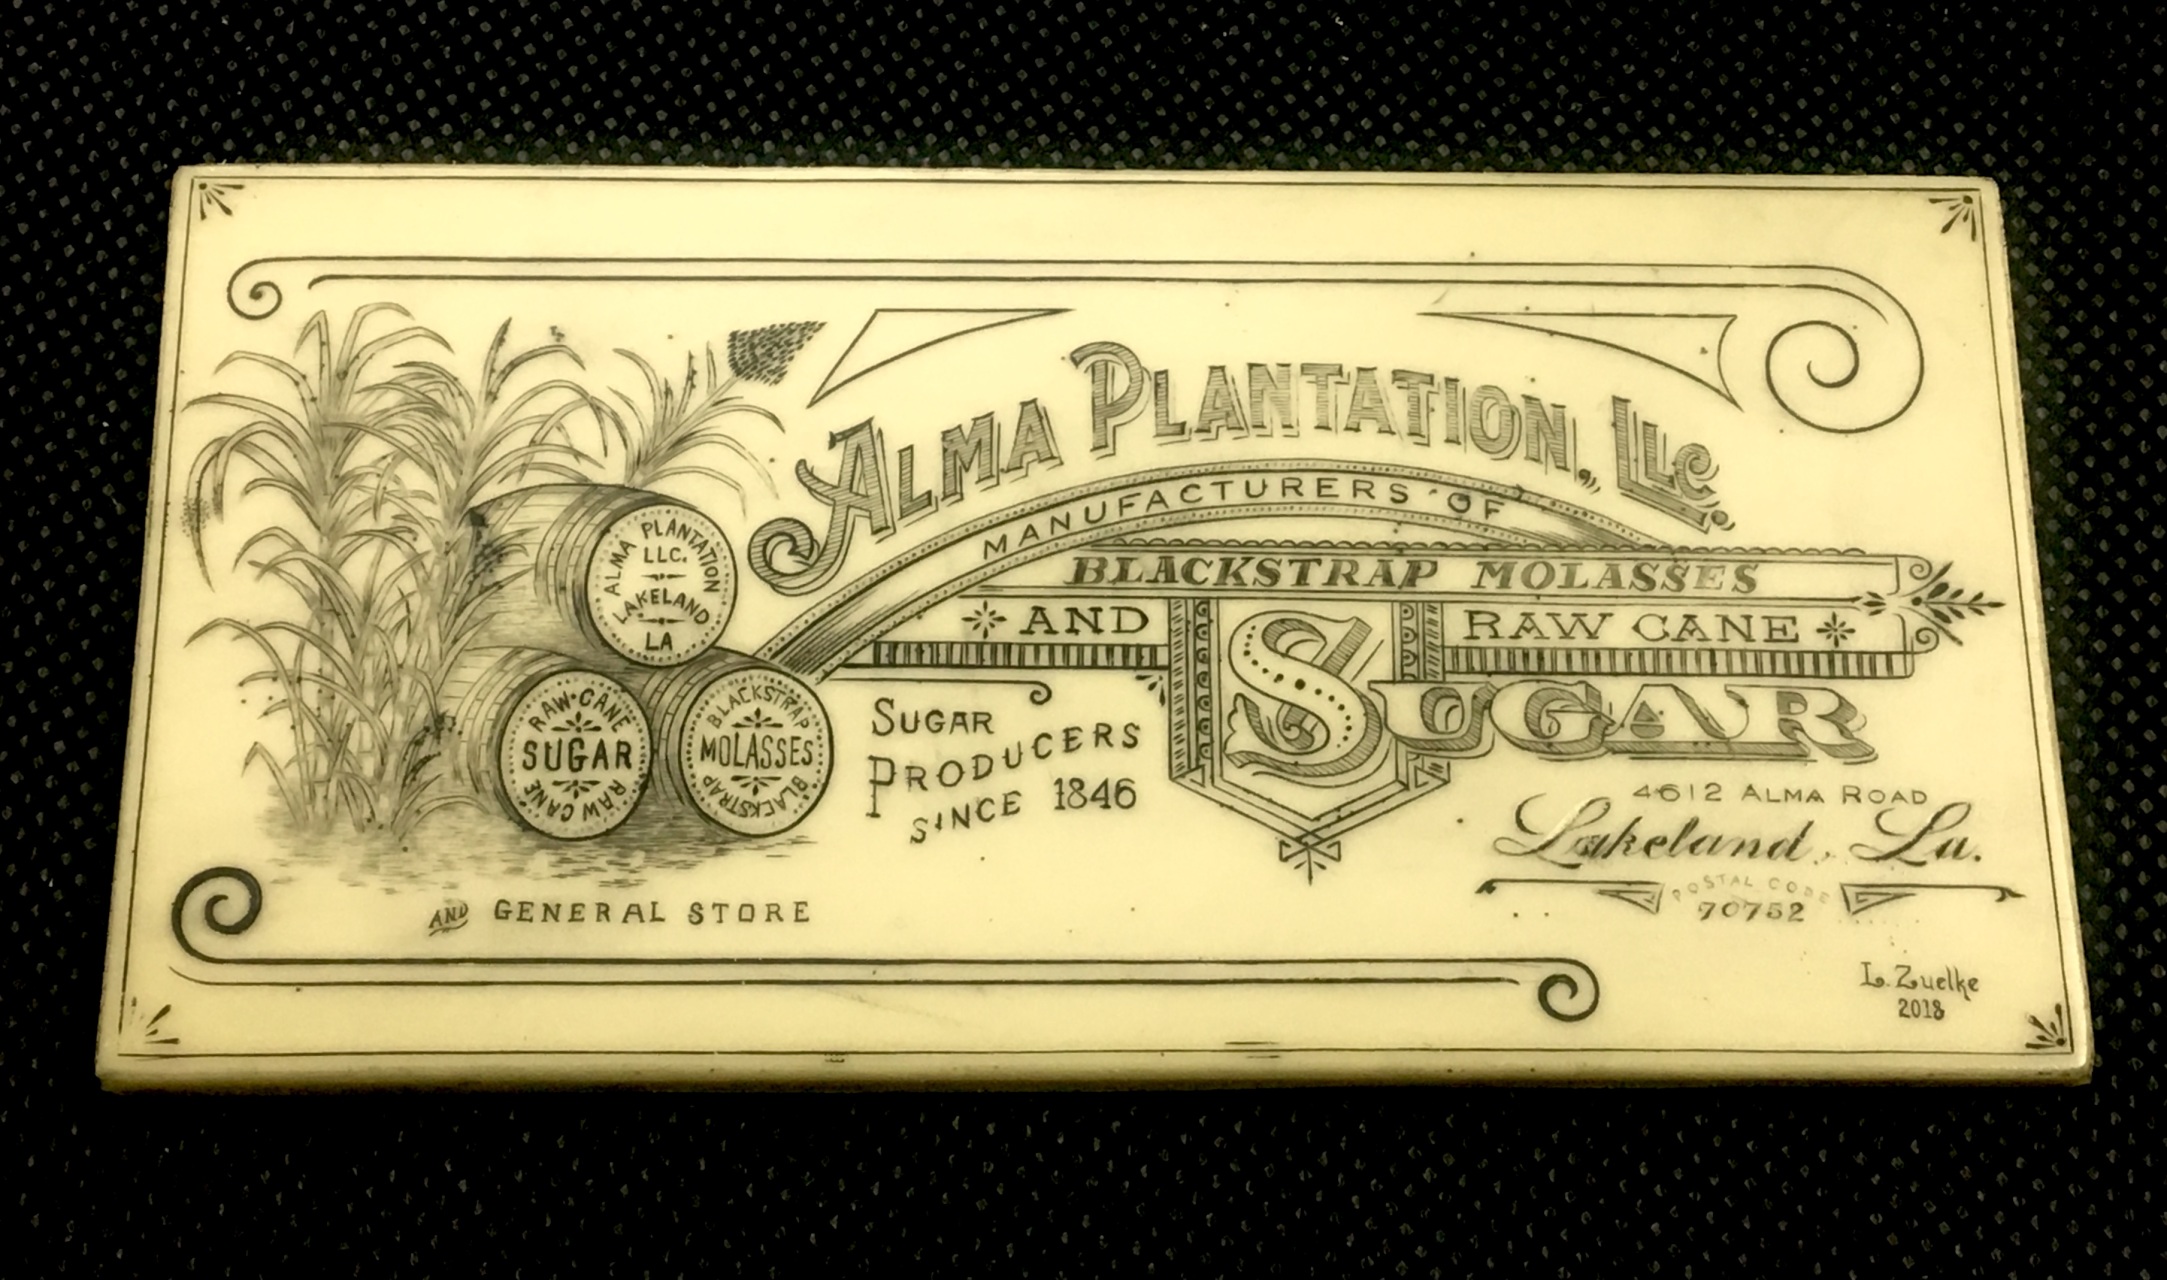 ALMA PLANTATION, LLC.
MANUFACTURERS OF
BLACKSTRAP MOLASSES
AND RAW CANE
SUGAR
ALMA PLANTATION
LLC.
LAKELAND
LA
RAW CANE
SUGAR
RAW CANE
BLACKSTRAP
MOLASSES
BLACKSTRAP
SUGAR
PRODUCERS
SINCE 1846
4612 ALMA ROAD
Lakeland, La.
POSTAL CODE
70752
AND GENERAL STORE
L. Zuelke
2018